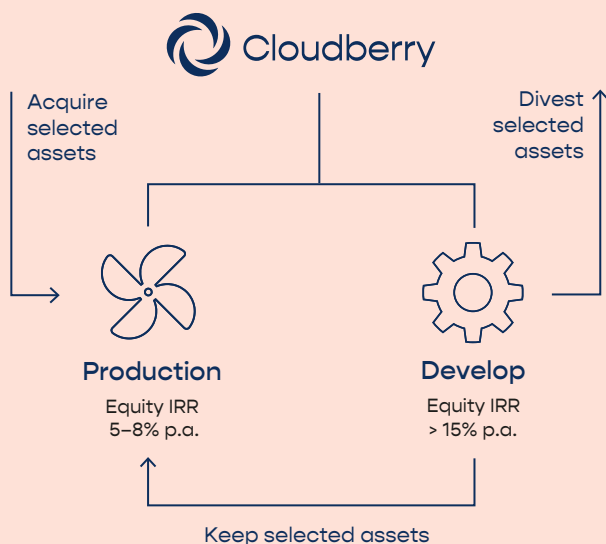 Cloudberry
Acquire
selected
assets
Divest
selected
assets
Production
Equity IRR
5–8% p.a.
Develop
Equity IRR
> 15% p.a.
Keep selected assets